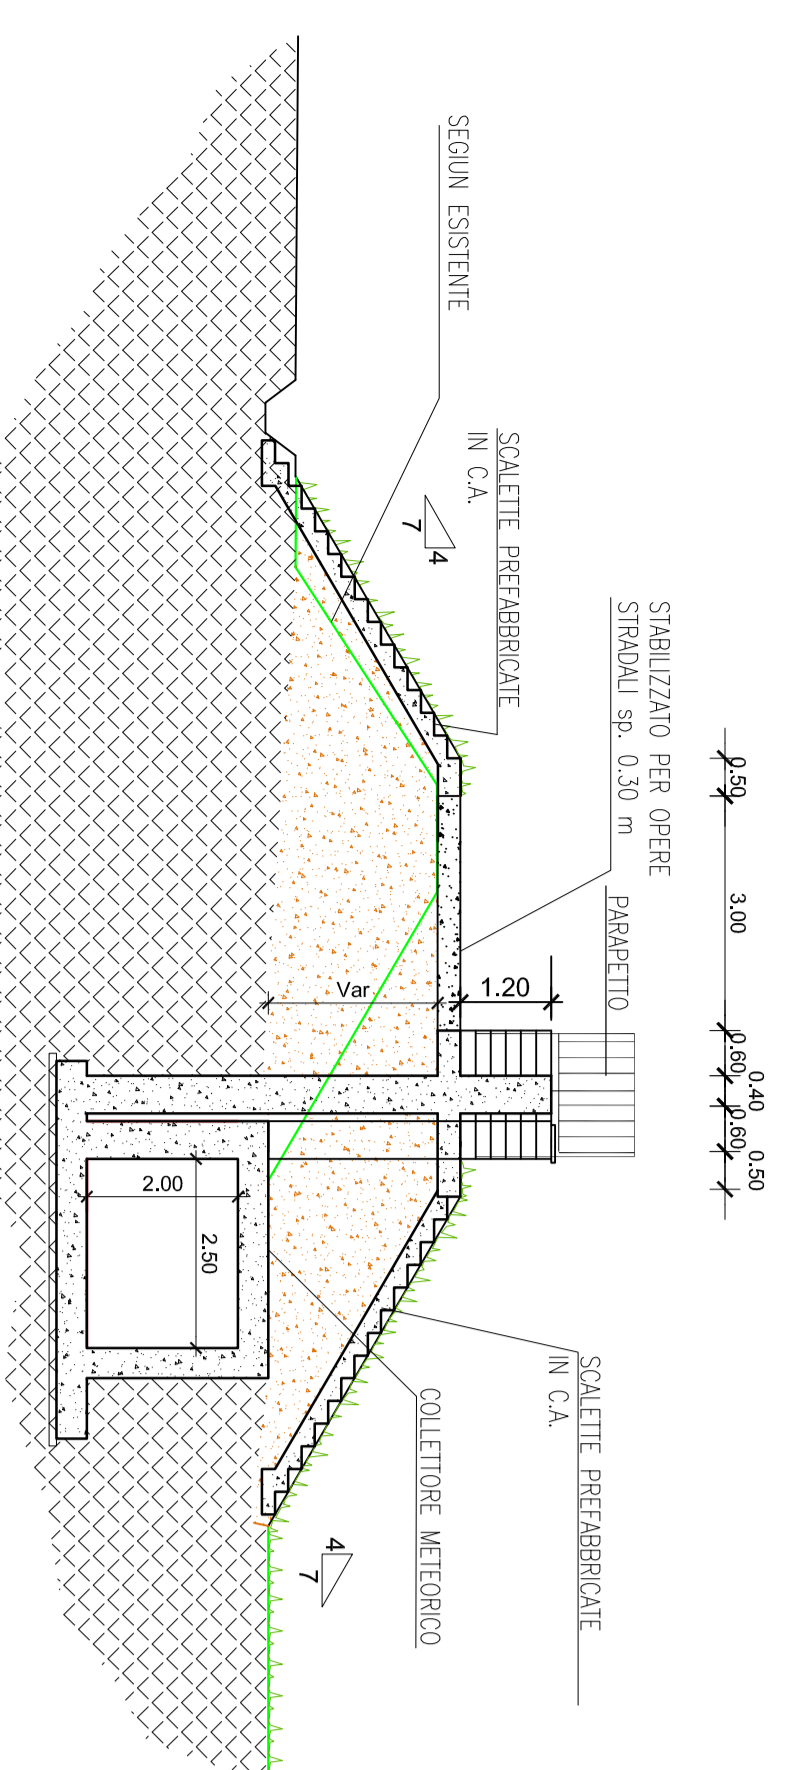 0.50
3.00
0.60
0.40
0.60
0.50
STABILIZZATO PER OPERE
STRADALI sp. 0.30 m
PARAPETTO
SCALETTE PREFABBRICATE
IN C.A.
SCALETTE PREFABBRICATE
IN C.A.
SEGIUN ESISTENTE
4
7
1.20
Var
COLLETTORE METEORICO
4
7
2.00
2.50